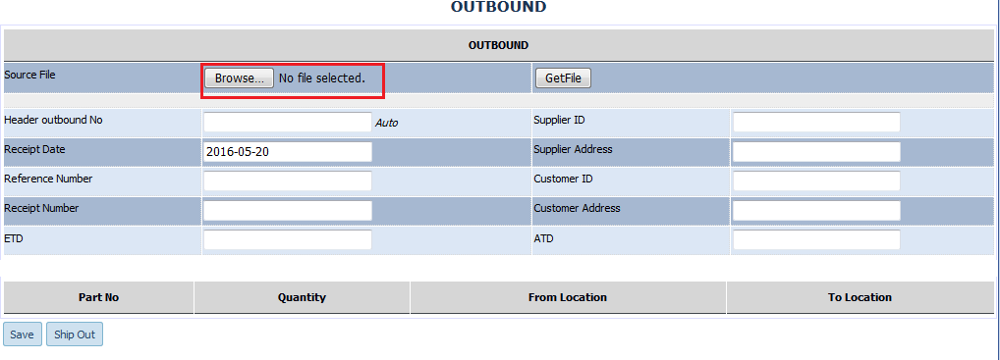 OUTBOUND
OUTBOUND
Source File Browse... No file selected. GetFile
Header outbound No Auto Supplier ID
Receipt Date 2016-05-20 Supplier Address
Reference Number Customer ID
Receipt Number Customer Address
ETD ATD
Part No Quantity From Location To Location
Save Ship Out